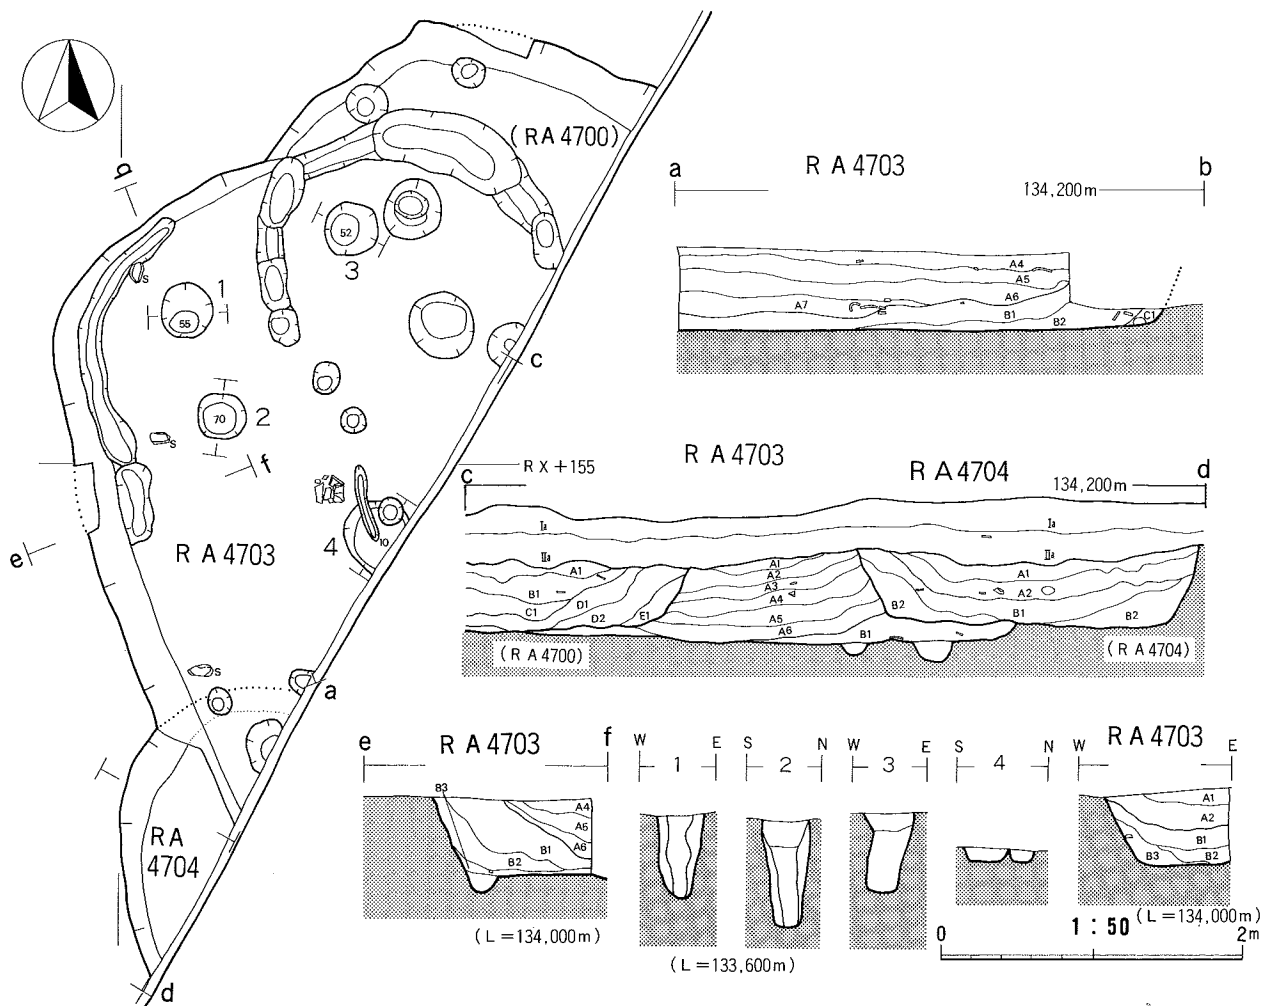 (RA4700)
b
52
3
1
55
s
c
70
2
s
f
e
RA4703
4
10
s
a
RA
4704
d
a RA4703 b
134,200m
A4
A5
A6
A7
B1
B2
C1
RX+155
RA4703 RA4704
c d
134,200m
Ia Ia
IIa IIa
A1 A1 A1
A2 A2
B1 A3
D1 A4
C1 D2 E1 A5
A6 B1 B2 B1 B2
(RA4700) (RA4704)
e RA4703 f
B3
A4
A5
A6
B1
B2
(L=134,000m)
W E S N W E S N
1 2 3 4
(L=133,600m)
RA4703
W E
A1
A2
B1
B3 B2
(L=134,000m)
1:50
0 2m